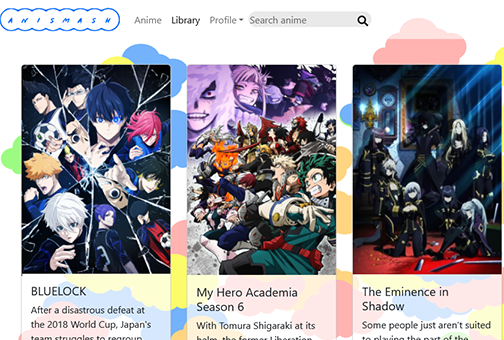 ANISMASH
Anime Library Profile Search anime
BLUELOCK
After a disastrous defeat at
the 2018 World Cup, Japan's
team struggles to regroup
My Hero Academia
Season 6
With Tomura Shigaraki at its
helm, the former Liberation
The Eminence in
Shadow
Some people just aren't suited
to playing the part of the